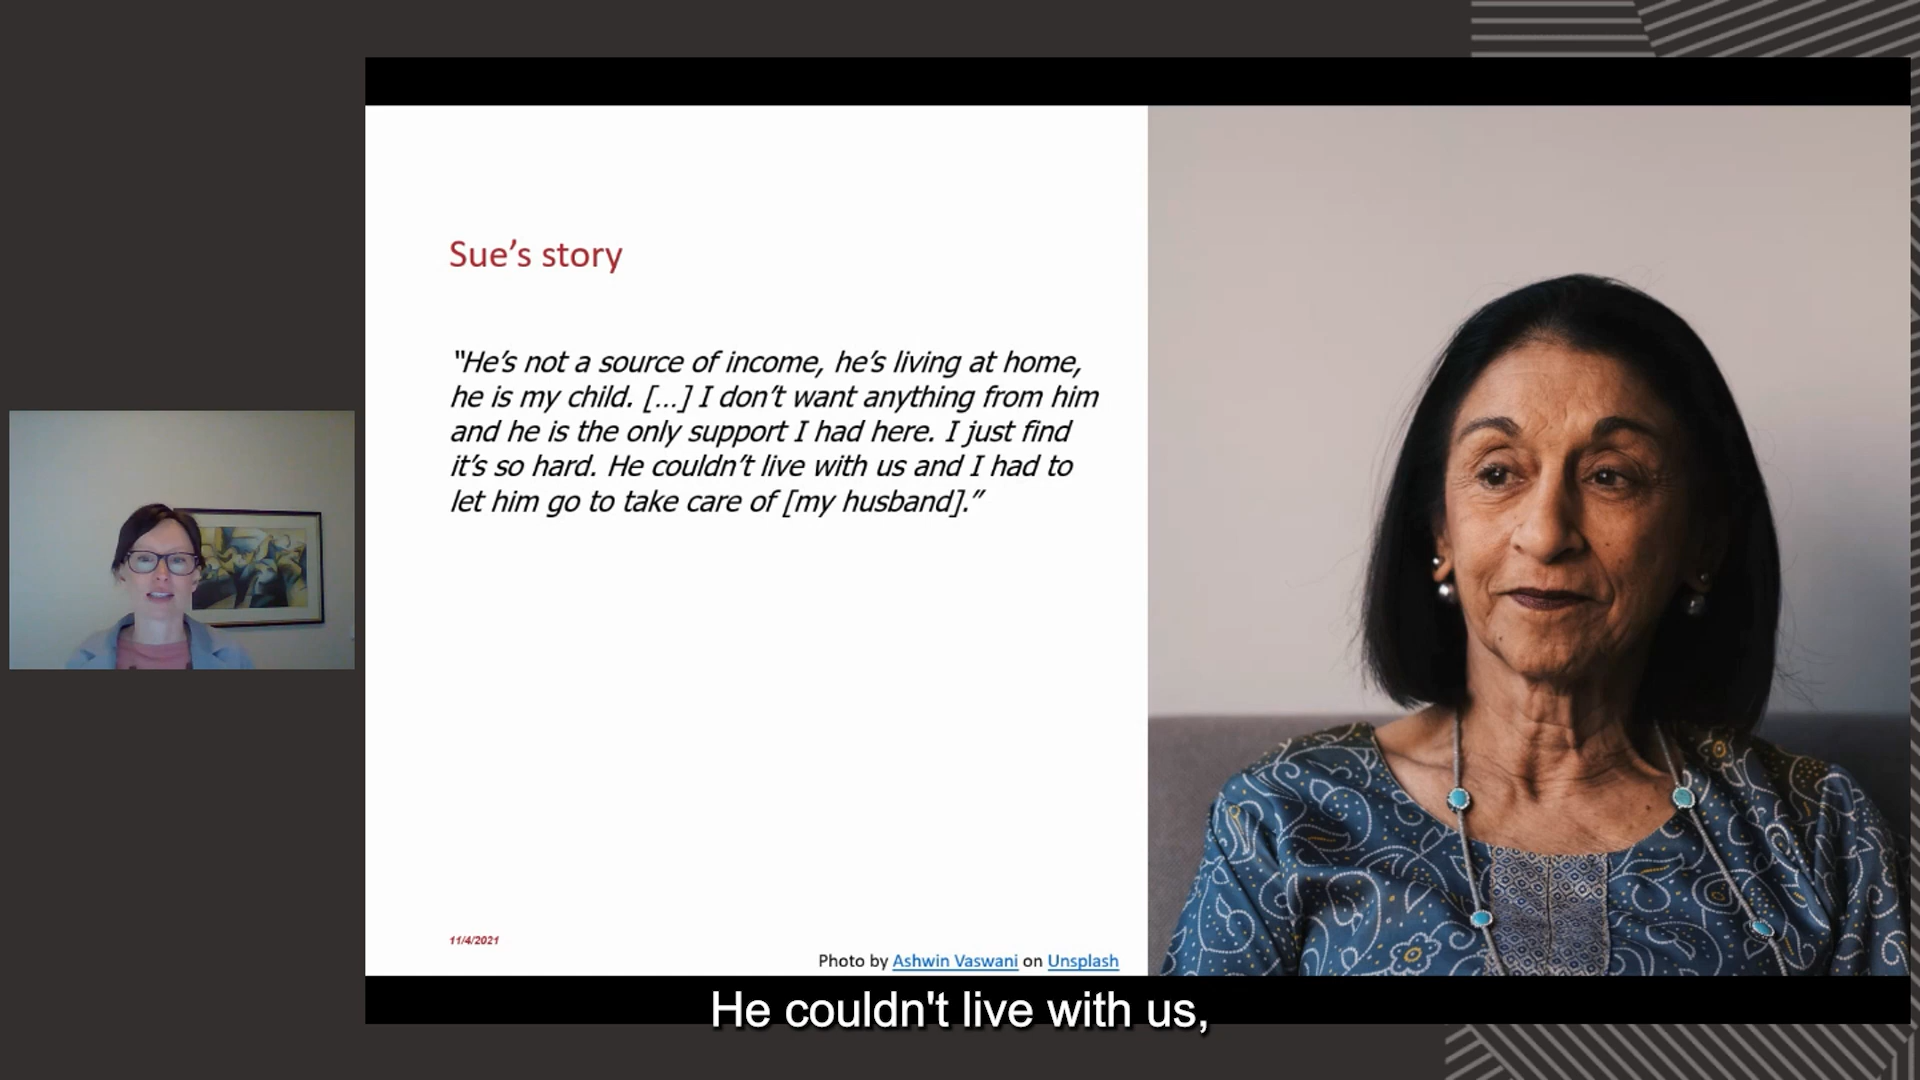 Sue’s story
“He’s not a source of income, he’s living at home,
he is my child. […] I don’t want anything from him
and he is the only support I had here. I just find
it’s so hard. He couldn’t live with us and I had to
let him go to take care of [my husband].”
11/4/2021
Photo by Ashwin Vaswani on Unsplash
He couldn't live with us,